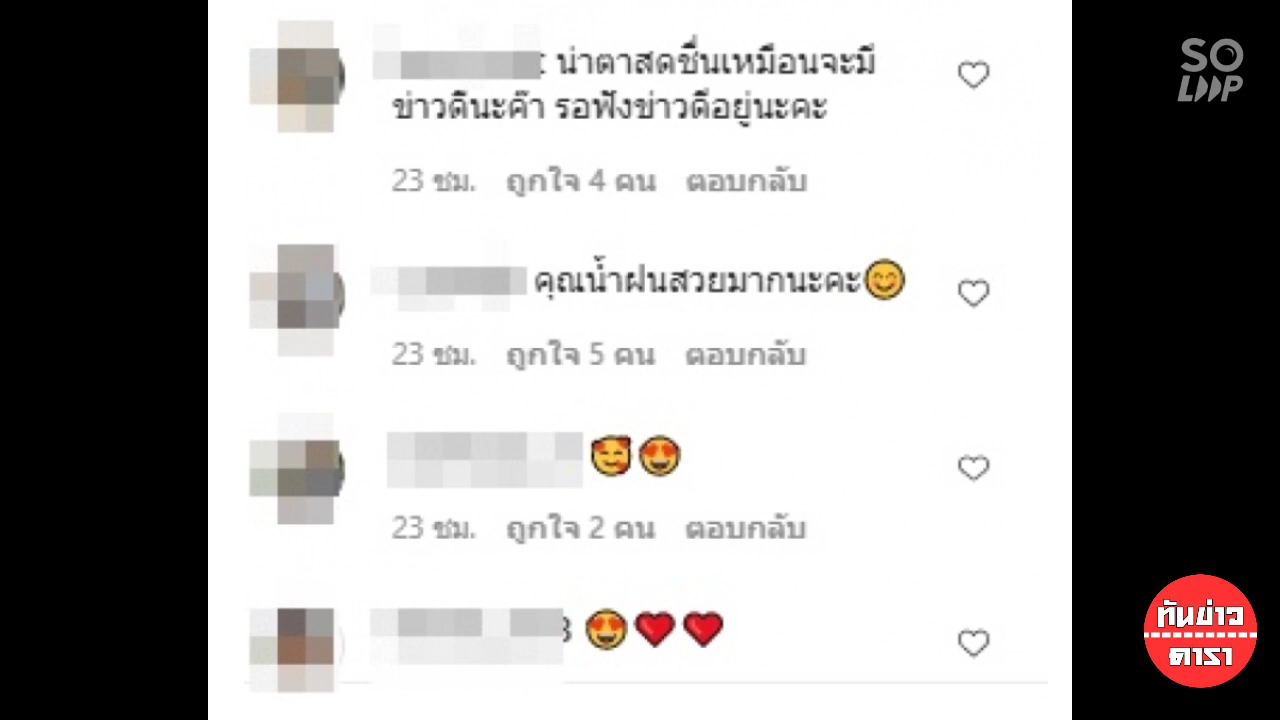 น่าตาสดชื่นเหมือนจะมี
ข่าวดีนะค๊า รอฟังข่าวดีอยู่นะคะ
23 ชม. ถูกใจ 4 คน ตอบกลับ
คุณน้ำฝนสวยมากนะคะ😊
23 ชม. ถูกใจ 5 คน ตอบกลับ
🥰😍
23 ชม. ถูกใจ 2 คน ตอบกลับ
😍❤️❤️
SO
LOOP
ทันข่าว
ดารา